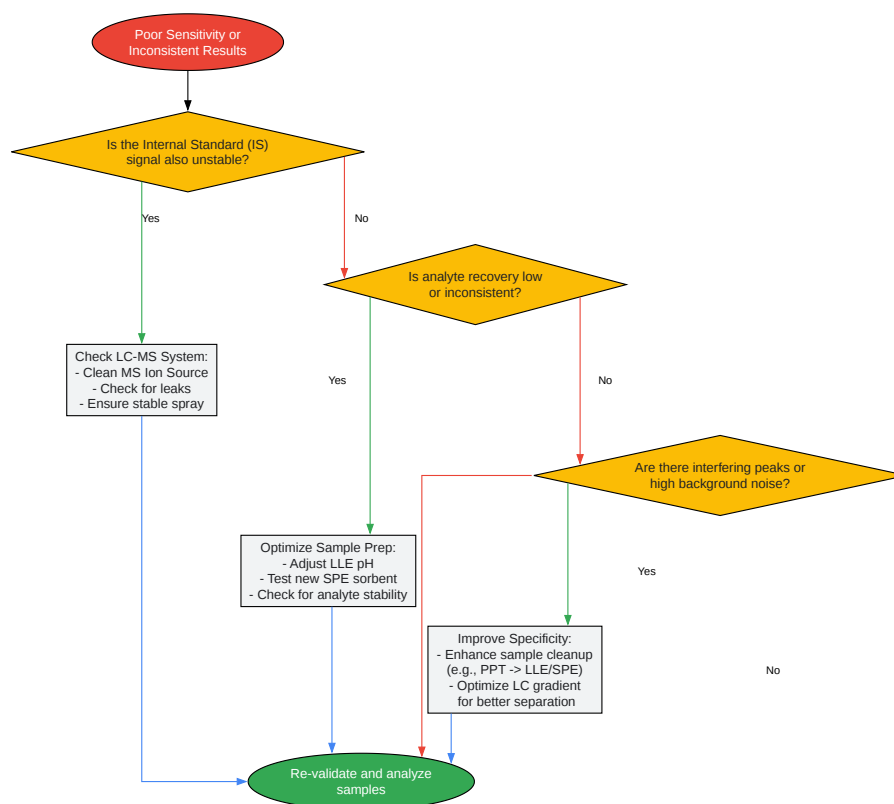 Poor Sensitivity or
Inconsistent Results
Is the Internal Standard (IS)
signal also unstable?
Yes
No
Is analyte recovery low
or inconsistent?
Check LC-MS System:
- Clean MS Ion Source
- Check for leaks
- Ensure stable spray
Yes
No
Are there interfering peaks or
high background noise?
Optimize Sample Prep:
- Adjust LLE pH
- Test new SPE sorbent
- Check for analyte stability
Yes
Improve Specificity:
- Enhance sample cleanup
(e.g., PPT -> LLE/SPE)
- Optimize LC gradient
for better separation
No
Re-validate and analyze
samples